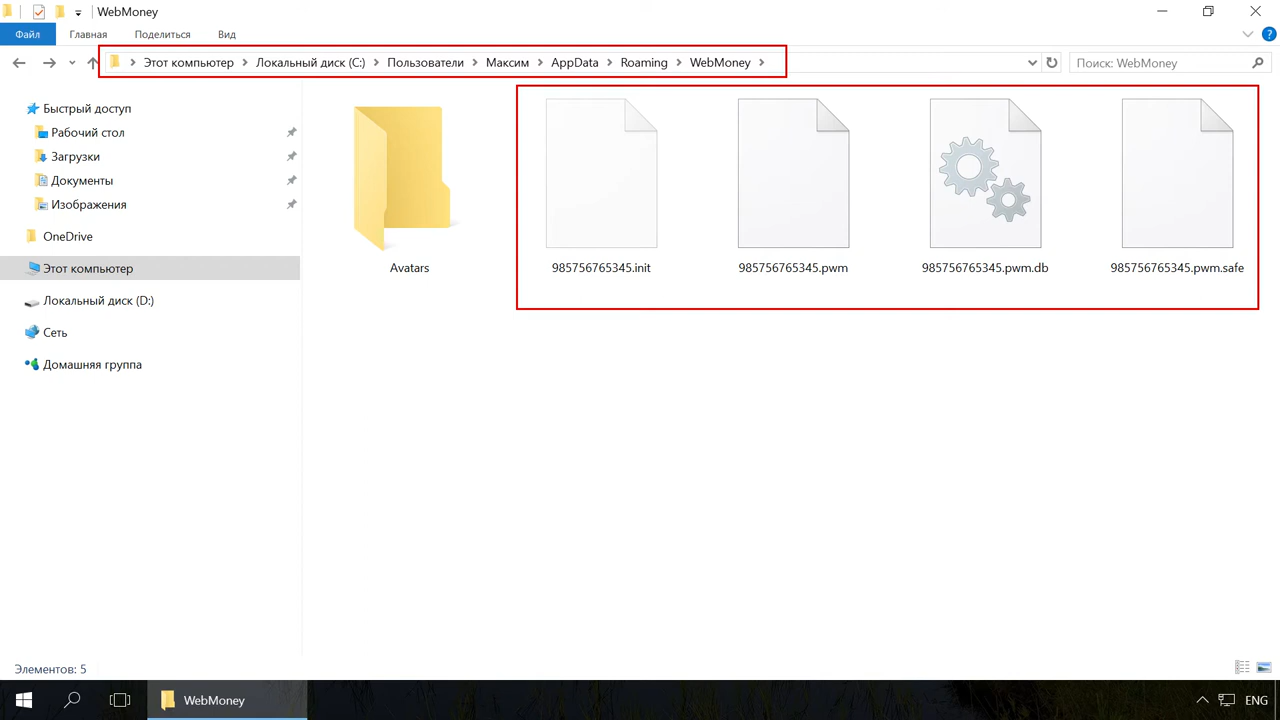 WebMoney
Файл Главная Поделиться Вид
Этот компьютер Локальный диск (C:) Пользователи Максим AppData Roaming WebMoney
Поиск: WebMoney
Быстрый доступ
Рабочий стол
Загрузки
Документы
Изображения
OneDrive
Этот компьютер
Локальный диск (D:)
Сеть
Домашняя группа
Avatars
985756765345.init
985756765345.pwm
985756765345.pwm.db
985756765345.pwm.safe
Элементов: 5
WebMoney
ENG